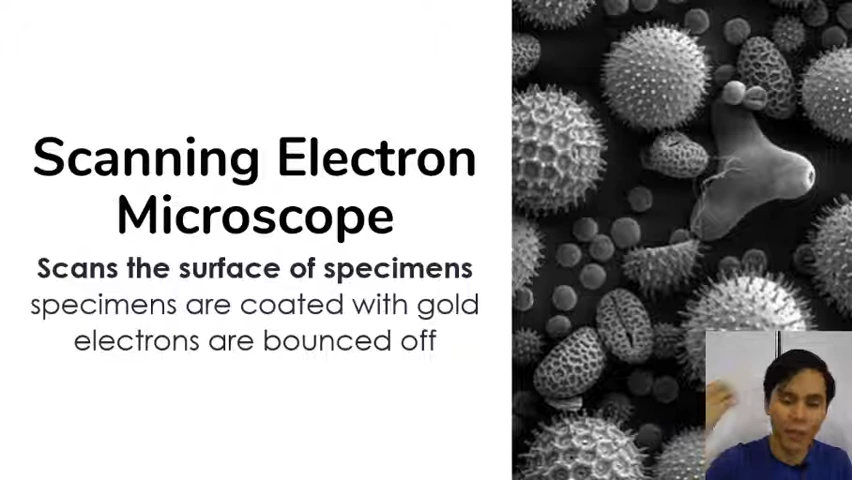 Scanning Electron
Microscope
Scans the surface of specimens
specimens are coated with gold
electrons are bounced off